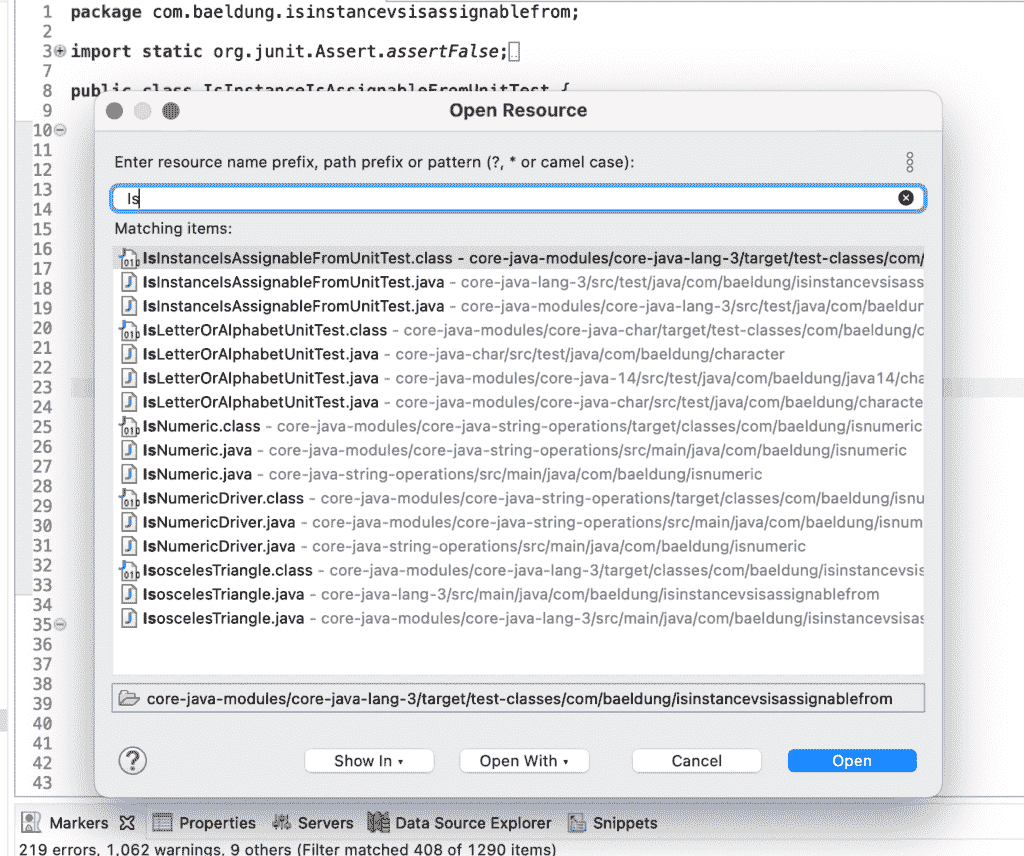 1 package com.baeldung.isinstancevsisassignablefrom;
2
3 import static org.junit.Assert.assertFalse;
7
8 public class IsInstanceIsAssignableFromUnitTest {
9
10
11
12
13
14
15
16
17
18
19
20
21
22
23
24
25
26
27
28
29
30
31
32
33
34
35
36
37
38
39
40
41
42
43
Open Resource
Enter resource name prefix, path prefix or pattern (?, * or camel case):
Is
Matching items:
IsInstanceIsAssignableFromUnitTest.class - core-java-modules/core-java-lang-3/target/test-classes/com/
IsInstanceIsAssignableFromUnitTest.java - core-java-lang-3/src/test/java/com/baeldung/isinstancevsisass
IsInstanceIsAssignableFromUnitTest.java - core-java-modules/core-java-lang-3/src/test/java/com/baeldur
IsLetterOrAlphabetUnitTest.class - core-java-modules/core-java-char/target/test-classes/com/baeldung/c
IsLetterOrAlphabetUnitTest.java - core-java-char/src/test/java/com/baeldung/character
IsLetterOrAlphabetUnitTest.java - core-java-modules/core-java-14/src/test/java/com/baeldung/java14/cha
IsLetterOrAlphabetUnitTest.java - core-java-modules/core-java-char/src/test/java/com/baeldung/characte
IsNumeric.class - core-java-modules/core-java-string-operations/target/classes/com/baeldung/isnumeric
IsNumeric.java - core-java-modules/core-java-string-operations/src/main/java/com/baeldung/isnumeric
IsNumeric.java - core-java-string-operations/src/main/java/com/baeldung/isnumeric
IsNumericDriver.class - core-java-modules/core-java-string-operations/target/classes/com/baeldung/isnu
IsNumericDriver.java - core-java-modules/core-java-string-operations/src/main/java/com/baeldung/isnum
IsNumericDriver.java - core-java-string-operations/src/main/java/com/baeldung/isnumeric
IsoscelesTriangle.class - core-java-modules/core-java-lang-3/target/classes/com/baeldung/isinstancevsis
IsoscelesTriangle.java - core-java-lang-3/src/main/java/com/baeldung/isinstancevsisassignablefrom
IsoscelesTriangle.java - core-java-modules/core-java-lang-3/src/main/java/com/baeldung/isinstancevsisas
core-java-modules/core-java-lang-3/target/test-classes/com/baeldung/isinstancevsisassignablefrom
? Show In Open With Cancel Open
Markers Properties Servers Data Source Explorer Snippets
219 errors, 1,062 warnings, 9 others (Filter matched 408 of 1290 items)